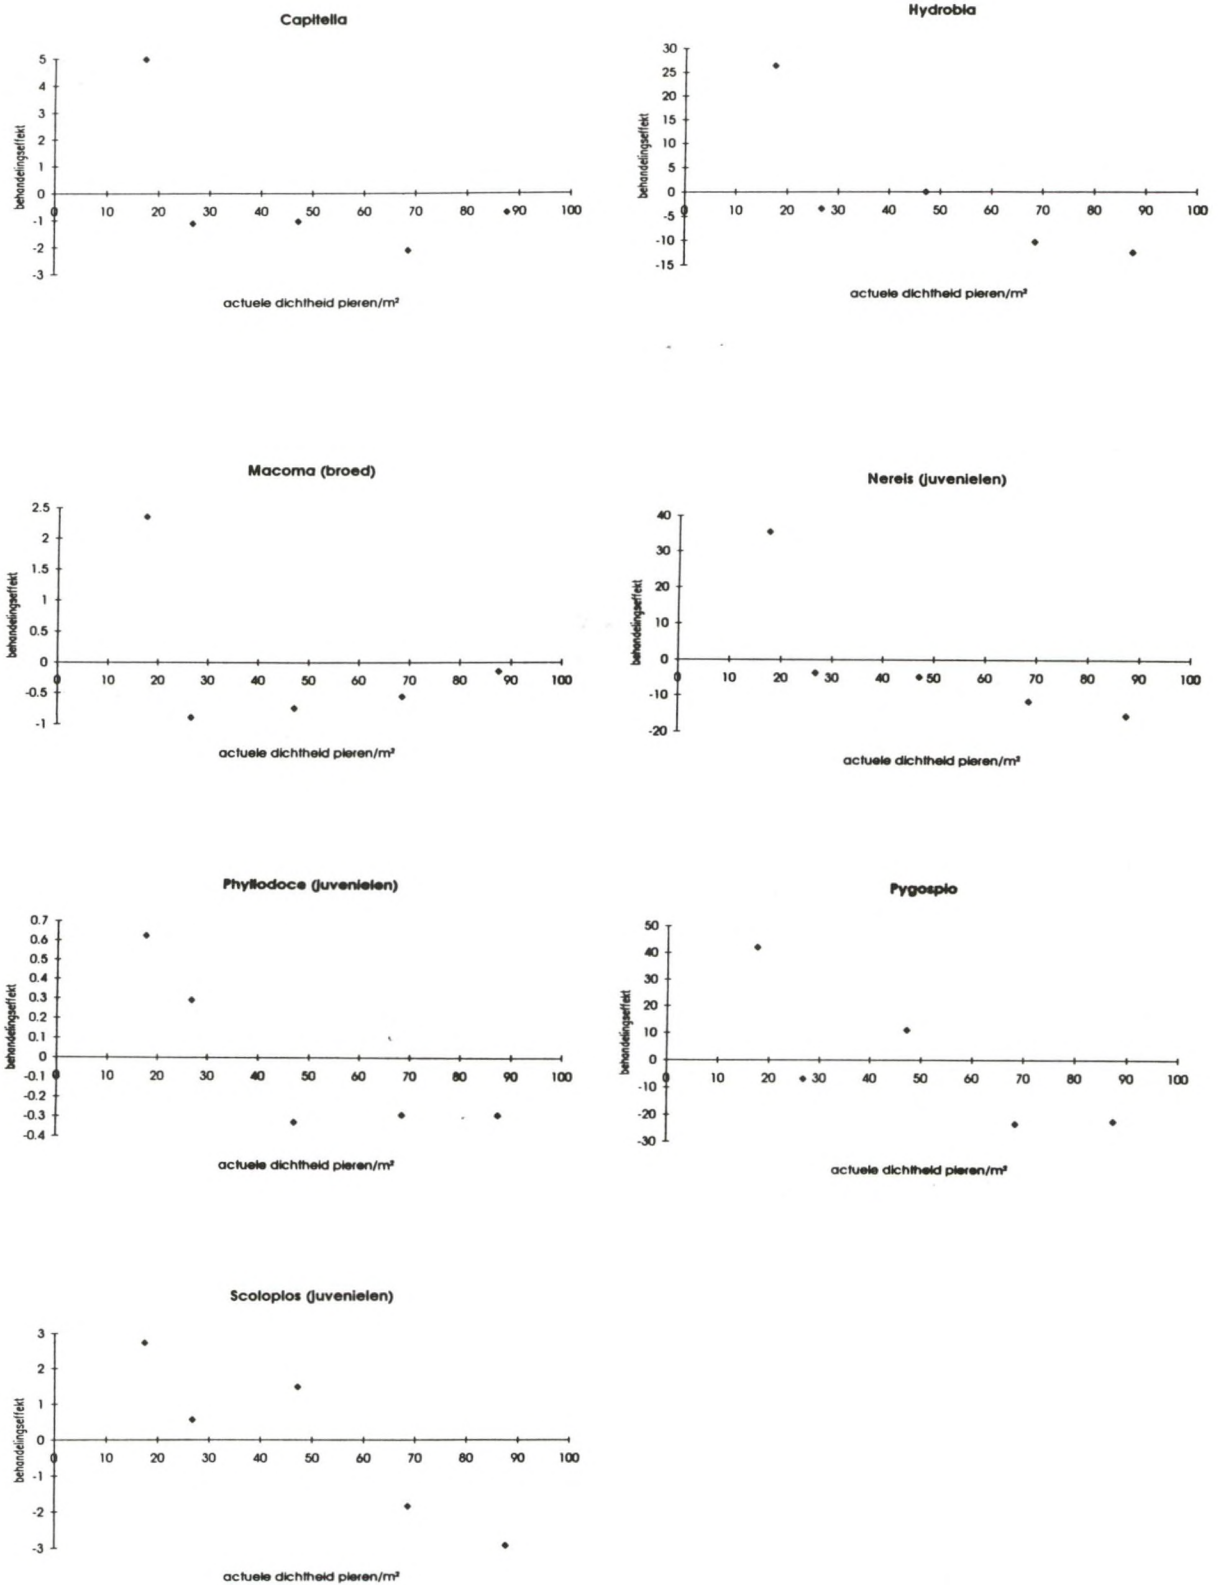 Capitella
5
4
3
2
1
0
-1
-2
-3
behandelingseffekt
0 10 20 30 40 50 60 70 80 90 100
actuele dichtheid pieren/m²
Hydrobia
30
25
20
15
10
5
0
-5
-10
-15
behandelingseffekt
0 10 20 30 40 50 60 70 80 90 100
actuele dichtheid pieren/m²
Macoma (broed)
2.5
2
1.5
1
0.5
0
-0.5
-1
behandelingseffekt
0 10 20 30 40 50 60 70 80 90 100
actuele dichtheid pieren/m²
Nereis (juvenielen)
40
30
20
10
0
-10
-20
behandelingseffekt
0 10 20 30 40 50 60 70 80 90 100
actuele dichtheid pieren/m²
Phyllodoce (juvenielen)
0.7
0.6
0.5
0.4
0.3
0.2
0.1
0
-0.1
-0.2
-0.3
-0.4
behandelingseffekt
0 10 20 30 40 50 60 70 80 90 100
actuele dichtheid pieren/m²
Pygospio
50
40
30
20
10
0
-10
-20
-30
behandelingseffekt
0 10 20 30 40 50 60 70 80 90 100
actuele dichtheid pieren/m²
Scoloplos (juvenielen)
3
2
1
0
-1
-2
-3
behandelingseffekt
0 10 20 30 40 50 60 70 80 90 100
actuele dichtheid pieren/m²